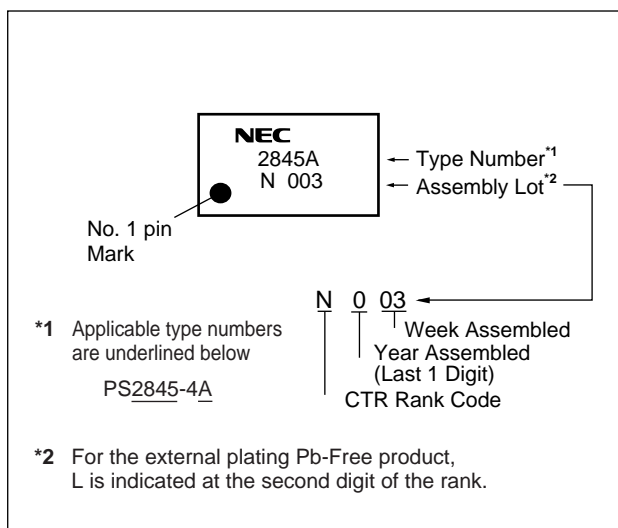 NEC
2845A
N 003
Type Number*1
Assembly Lot*2
No. 1 pin
Mark
N 0 03
Week Assembled
Year Assembled
(Last 1 Digit)
CTR Rank Code
*1 Applicable type numbers
are underlined below
PS2845-4A
*2 For the external plating Pb-Free product,
L is indicated at the second digit of the rank.